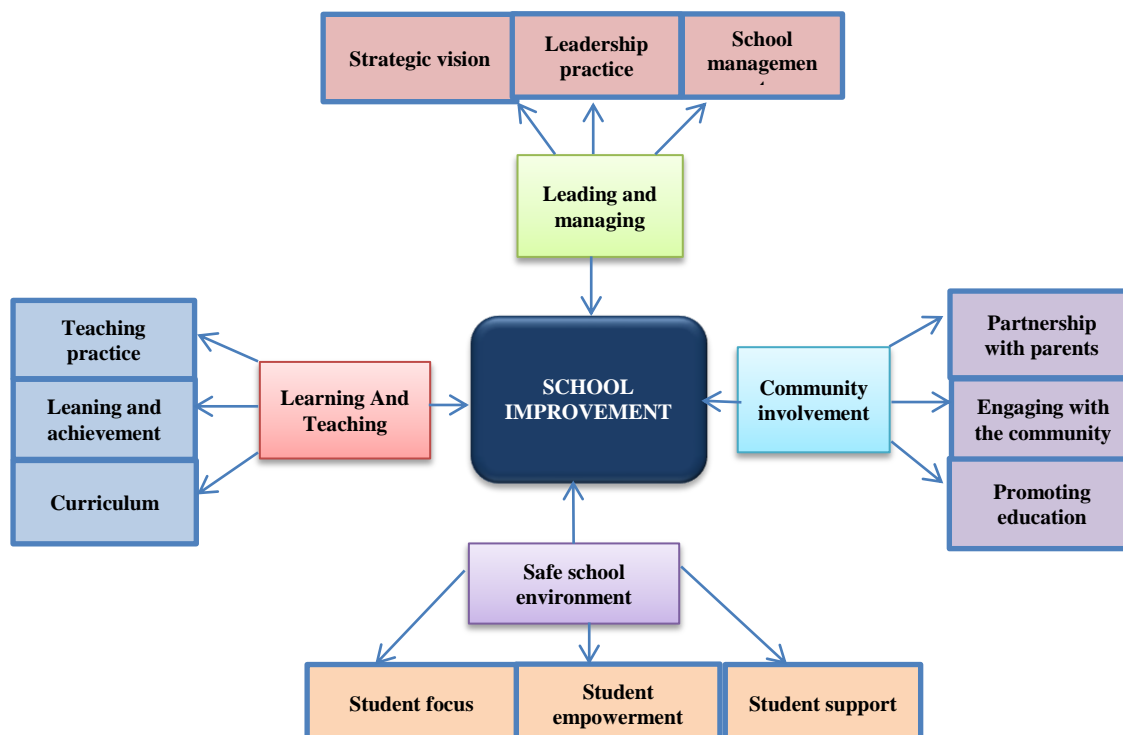 Strategic vision
Leadership
practice
School
managemen
Leading and
managing
Teaching
practice
Leaning and
achievement
Curriculum
Learning And
Teaching
SCHOOL
IMPROVEMENT
Community
involvement
Partnership
with parents
Engaging with
the community
Promoting
education
Safe school
environment
Student focus
Student
empowerment
Student support